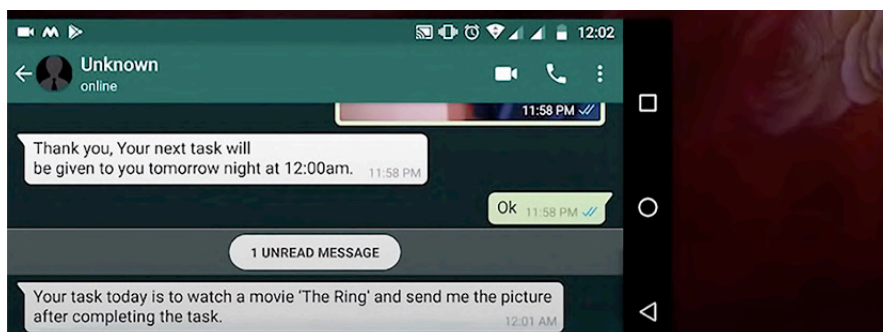 12:02
Unknown
online
11:58 PM
Thank you, Your next task will
be given to you tomorrow night at 12:00am. 11:58 PM
Ok 11:58 PM
1 UNREAD MESSAGE
Your task today is to watch a movie 'The Ring' and send me the picture
after completing the task. 12:01 AM